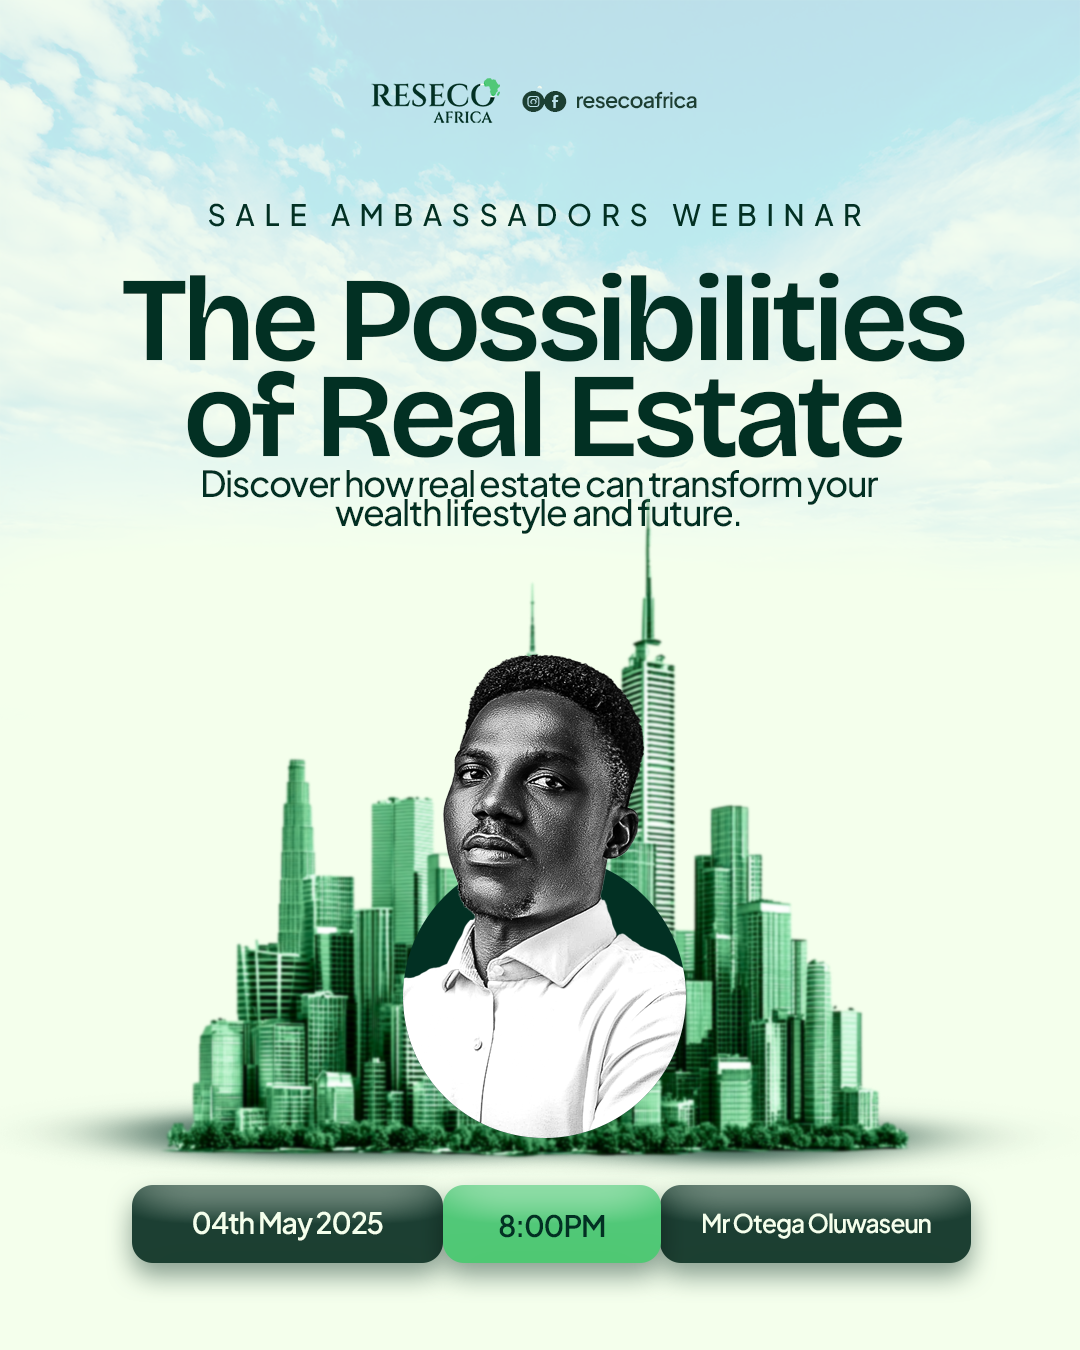 RESECO
AFRICA
resecoafrica
SALE AMBASSADORS WEBINAR
The Possibilities
of Real Estate
Discover how real estate can transform your
wealth lifestyle and future.
04th May 2025
8:00PM
Mr Otega Oluwaseun